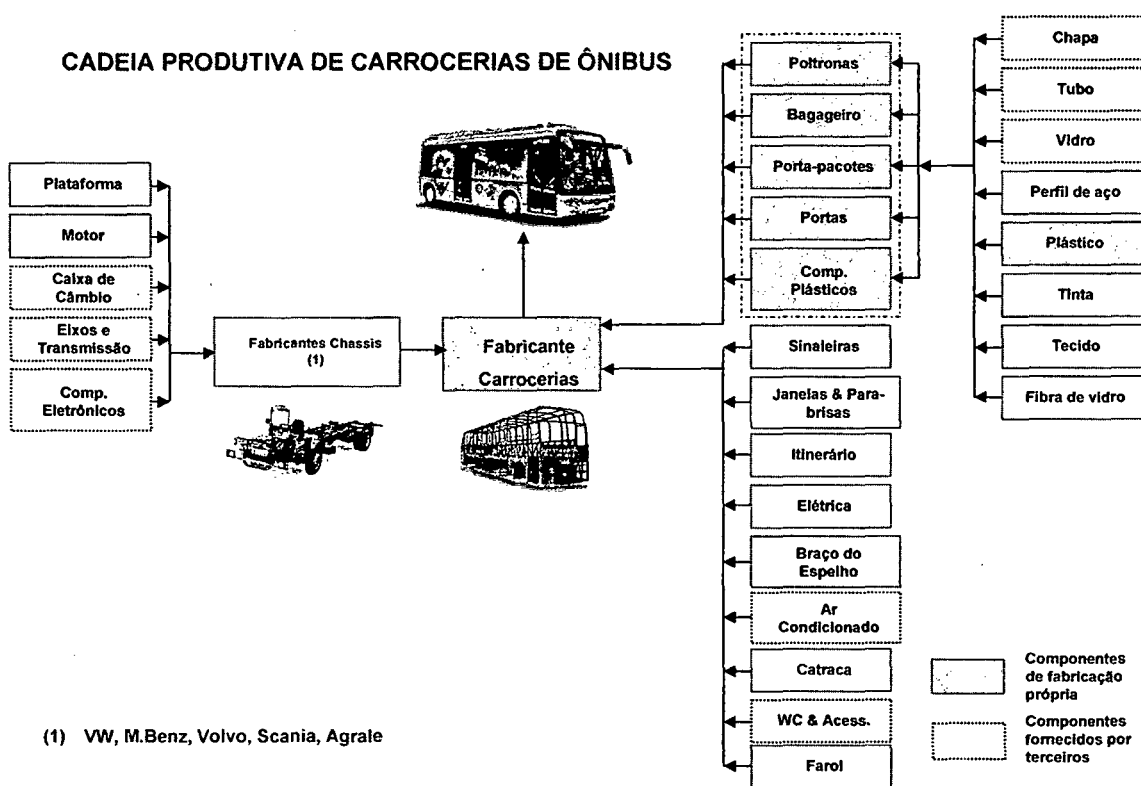 CADEIA PRODUTIVA DE CARROCERIAS DE ÔNIBUS
Plataforma
Motor
Caixa de
Câmbio
Eixos e
Transmissão
Comp.
Eletrônicos
Fabricantes Chassis
(1)
Fabricante
Carrocerias
Poltronas
Bagageiro
Porta-pacotes
Portas
Comp.
Plásticos
Sinaleiras
Janelas & Para-
brisas
Itinerário
Elétrica
Braço do
Espelho
Ar
Condicionado
Catraca
WC & Acess.
Farol
Chapa
Tubo
Vidro
Perfil de aço
Plástico
Tinta
Tecido
Fibra de vidro
Componentes
de fabricação
própria
Componentes
fornecidos por
terceiros
(1) VW, M.Benz, Volvo, Scania, Agrale